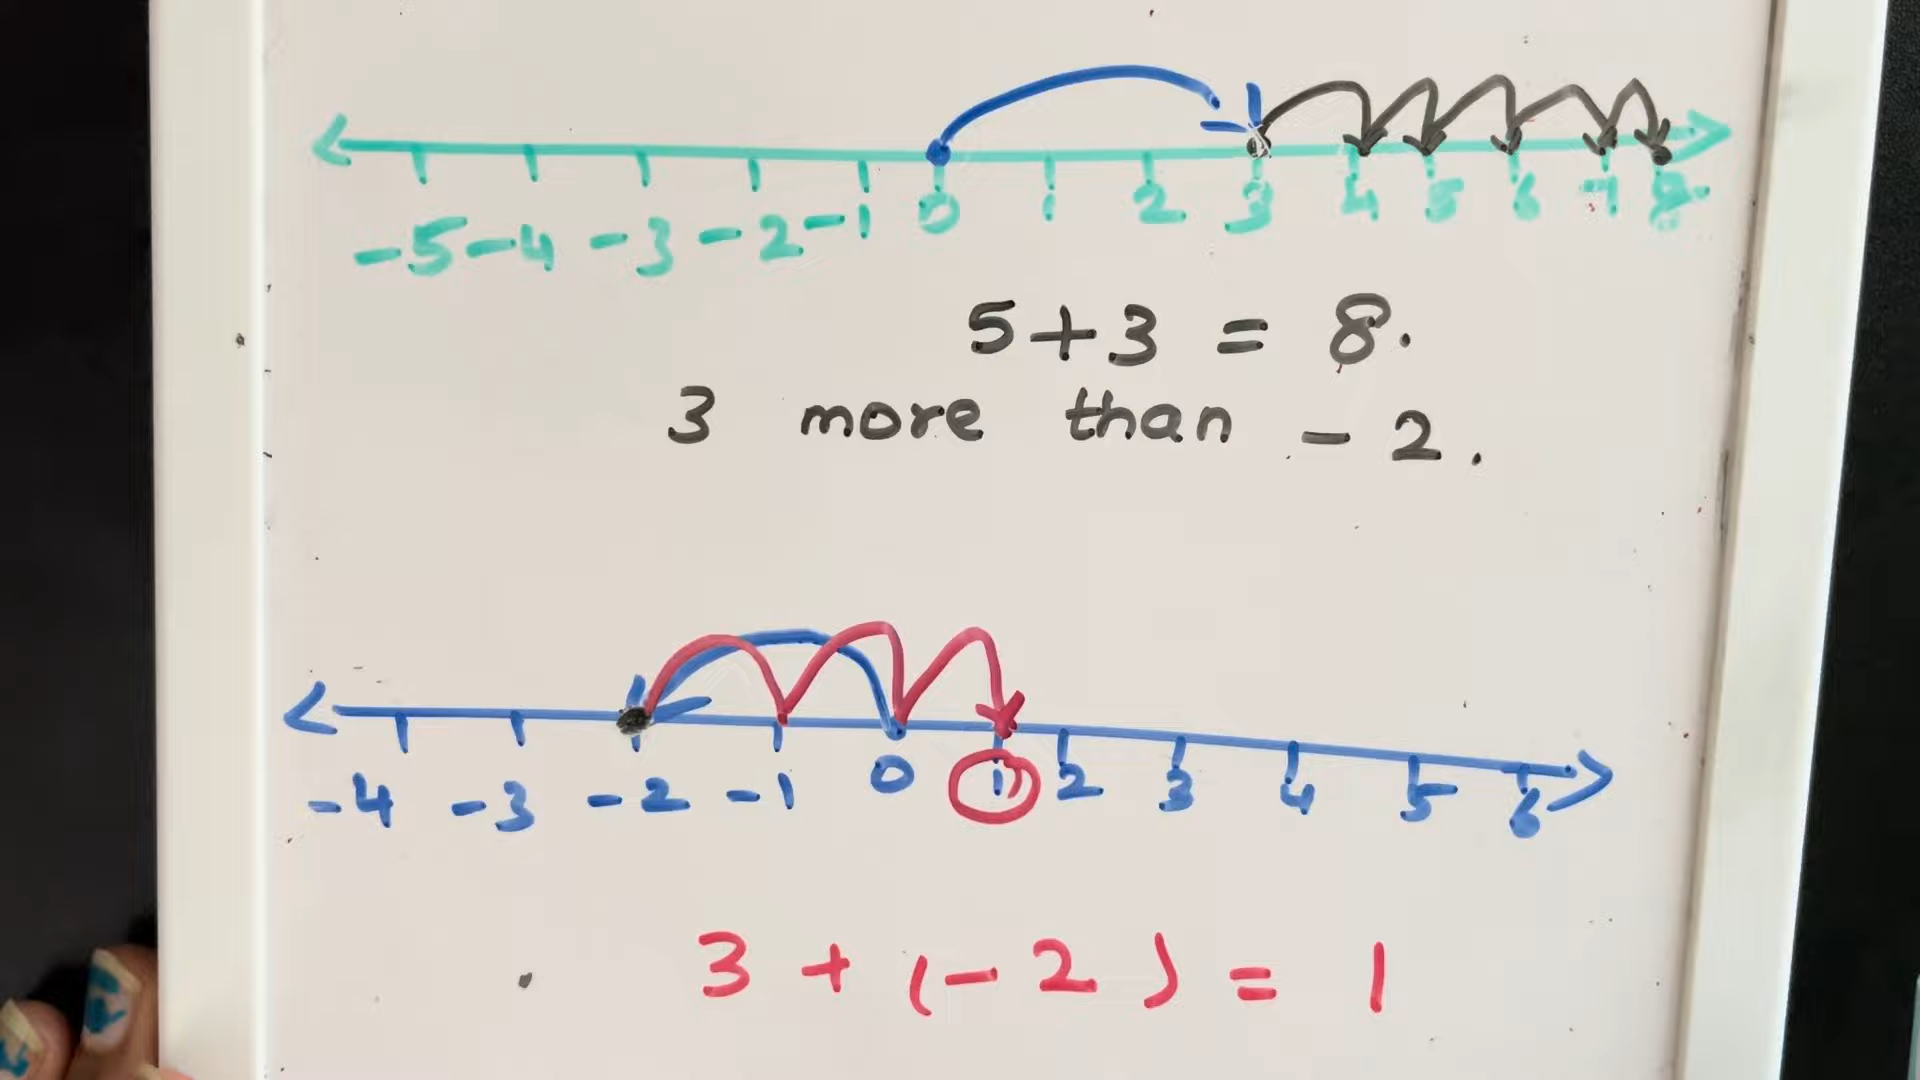 -5 -4 -3 -2 -1 0 1 2 3 4 5 6 7 8.
5+3 = 8.
3 more than -2.
-4 -3 -2 -1 0 1 2 3 4 5 6
3 + (-2) = 1